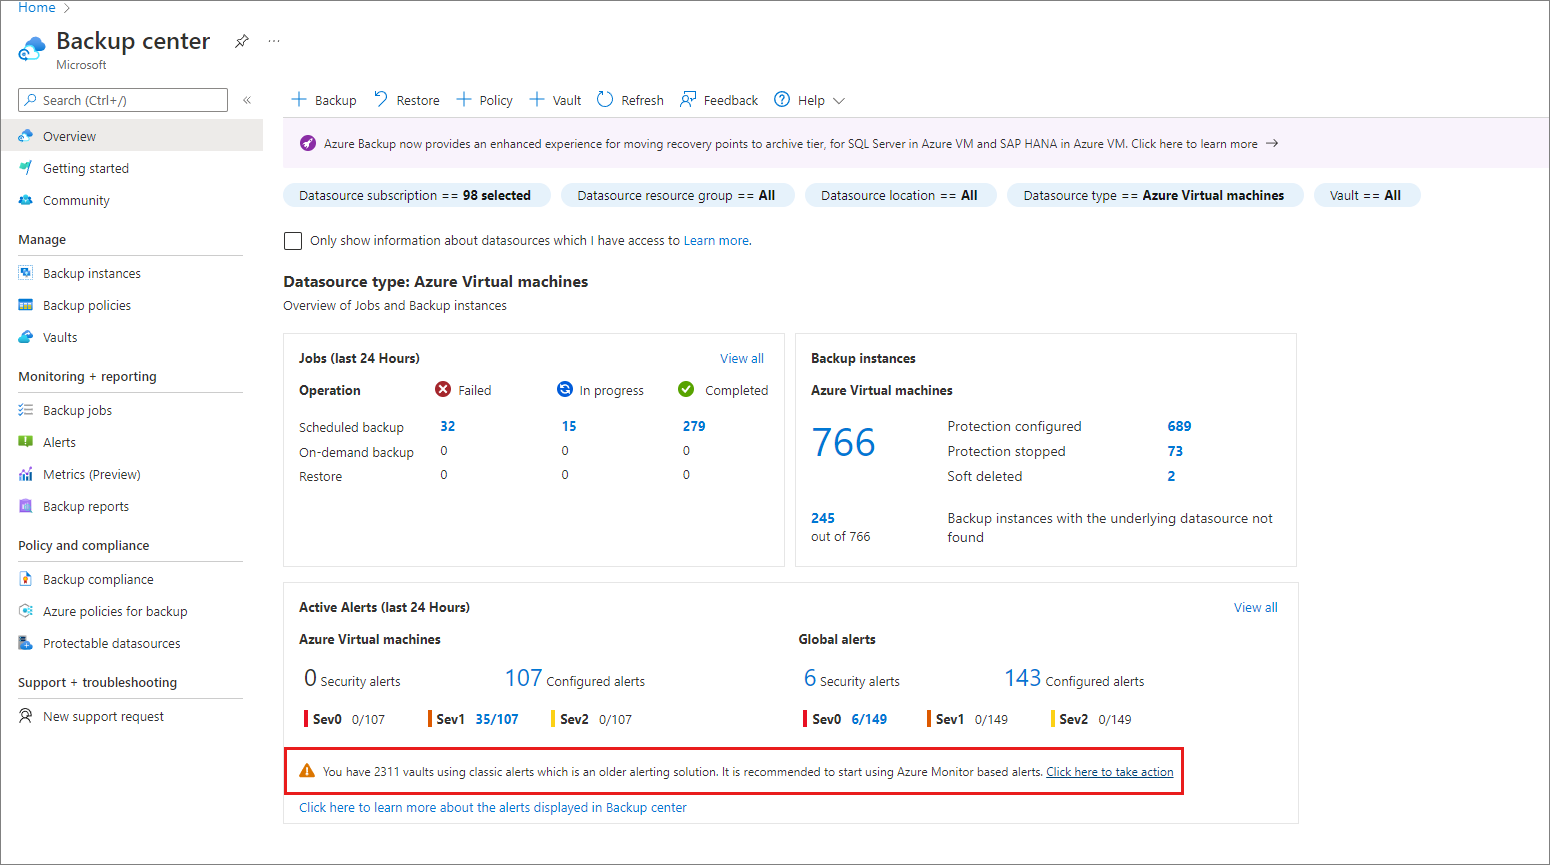 Home
Backup center
Microsoft
Search (Ctrl+/)
Overview
Getting started
Community
Manage
Backup instances
Backup policies
Vaults
Monitoring + reporting
Backup jobs
Alerts
Metrics (Preview)
Backup reports
Policy and compliance
Backup compliance
Azure policies for backup
Protectable datasources
Support + troubleshooting
New support request
Backup Restore Policy Vault Refresh Feedback Help
Azure Backup now provides an enhanced experience for moving recovery points to archive tier, for SQL Server in Azure VM and SAP HANA in Azure VM. Click here to learn more →
Datasource subscription == 98 selected Datasource resource group == All Datasource location == All Datasource type == Azure Virtual machines Vault == All
Only show information about datasources which I have access to Learn more.
Datasource type: Azure Virtual machines
Overview of Jobs and Backup instances
Jobs (last 24 Hours) View all
Operation Failed In progress Completed
Scheduled backup 32 15 279
On-demand backup 0 0 0
Restore 0 0 0
Backup instances
Azure Virtual machines
766
Protection configured 689
Protection stopped 73
Soft deleted 2
245
out of 766
Backup instances with the underlying datasource not
found
Active Alerts (last 24 Hours) View all
Azure Virtual machines
0 Security alerts 107 Configured alerts
Sev0 0/107 Sev1 35/107 Sev2 0/107
Global alerts
6 Security alerts 143 Configured alerts
Sev0 6/149 Sev1 0/149 Sev2 0/149
You have 2311 vaults using classic alerts which is an older alerting solution. It is recommended to start using Azure Monitor based alerts. Click here to take action
Click here to learn more about the alerts displayed in Backup center